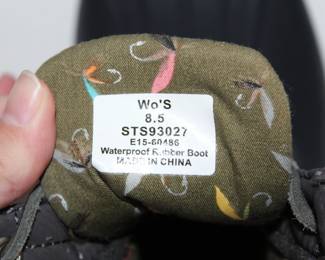 Wo'S
8.5
STS93027
E15-60486
Waterproof Rubber Boot
MADE IN CHINA